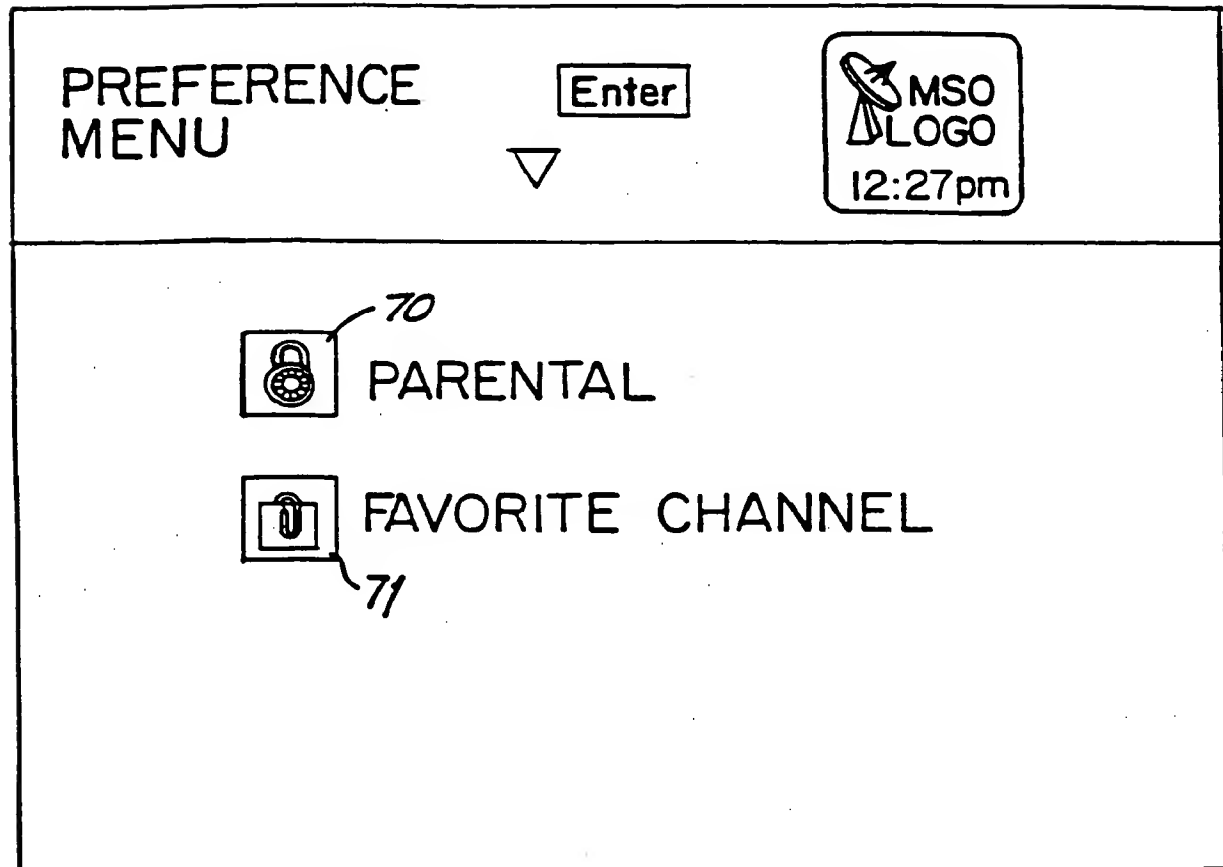 PREFERENCE
MENU
Enter
MSO
LOGO
12:27pm
70
PARENTAL
FAVORITE CHANNEL
71